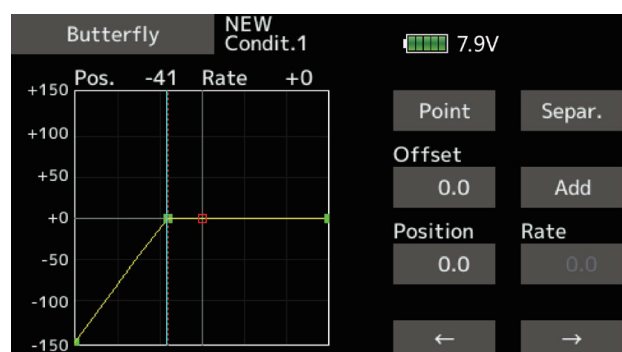 Butterfly
NEW
Condit.1
7.9V
Pos. -41 Rate +0
+150
+100
+50
+0
-50
-100
-150
Point Separ.
Offset
0.0 Add
Position Rate
0.0 0.0
← →